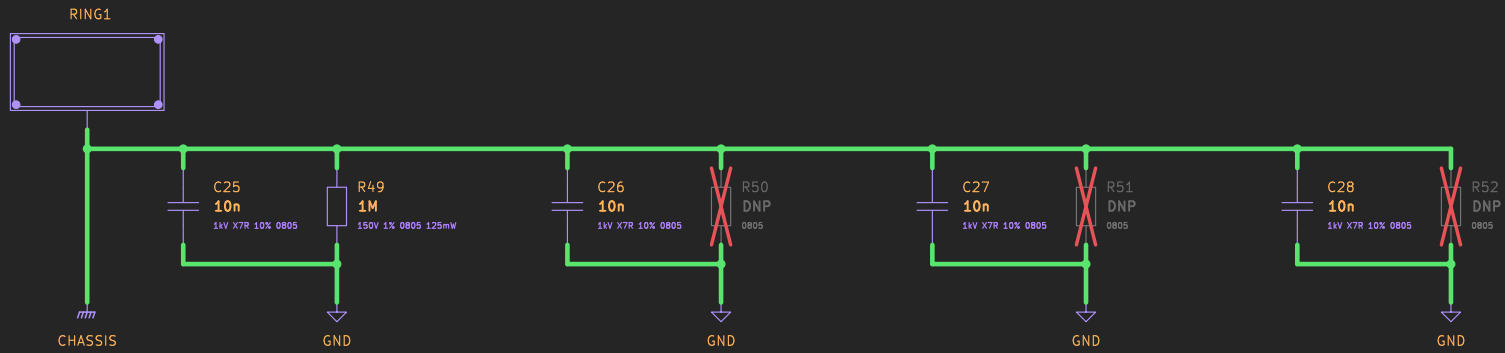 RING1
C25
10n
1kV X7R 10% 0805
R49
1M
150V 1% 0805 125mW
C26
10n
1kV X7R 10% 0805
R50
DNP
0805
C27
10n
1kV X7R 10% 0805
R51
DNP
0805
C28
10n
1kV X7R 10% 0805
R52
DNP
0805
CHASSIS
GND
GND
GND
GND